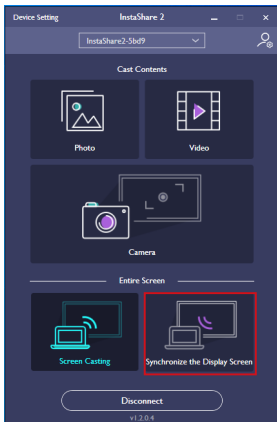 Device Setting InstaShare 2
InstaShare2-5bd9
Cast Contents
Photo Video
Camera
Entire Screen
Screen Casting Synchronize the Display Screen
Disconnect
v1.2.0.4